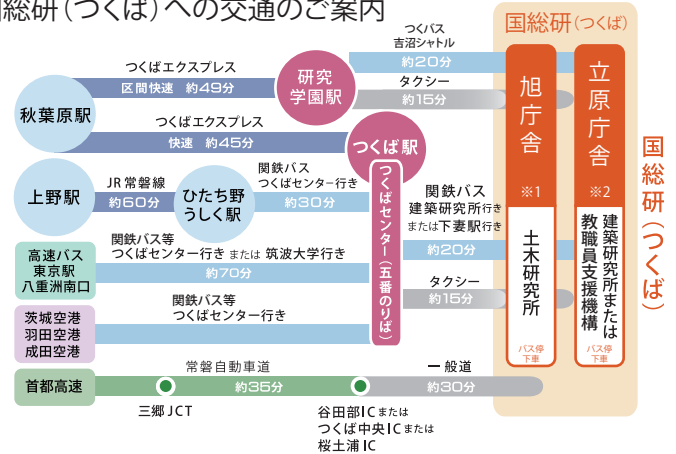 総研(つくば)への交通のご案内
国総研(つくば)
つくバス
吉沼シャトル
約20分
つくばエクスプレス
区間快速 約49分
研究
学園駅
タクシー
約15分
秋葉原駅
つくばエクスプレス
快速 約45分
つくば駅
上野駅
JR常磐線
約60分
ひたち野
うしく駅
関鉄バス
つくばセンター行き
約30分
つくばセンター(五番のりば)
関鉄バス
建築研究所行き
または下妻駅行き
約20分
高速バス
東京駅
八重洲南口
関鉄バス等
つくばセンター行き または 筑波大学行き
約70分
タクシー
約15分
茨城空港
羽田空港
成田空港
関鉄バス等
つくばセンター行き
首都高速
常磐自動車道
約35分
一般道
約30分
三郷JCT
谷田部ICまたは
つくば中央ICまたは
桜土浦IC
旭庁舎
※1
土木研究所
バス停
下車
立原庁舎
※2
建築研究所または
教職員支援機構
バス停
下車
国総研(つくば)